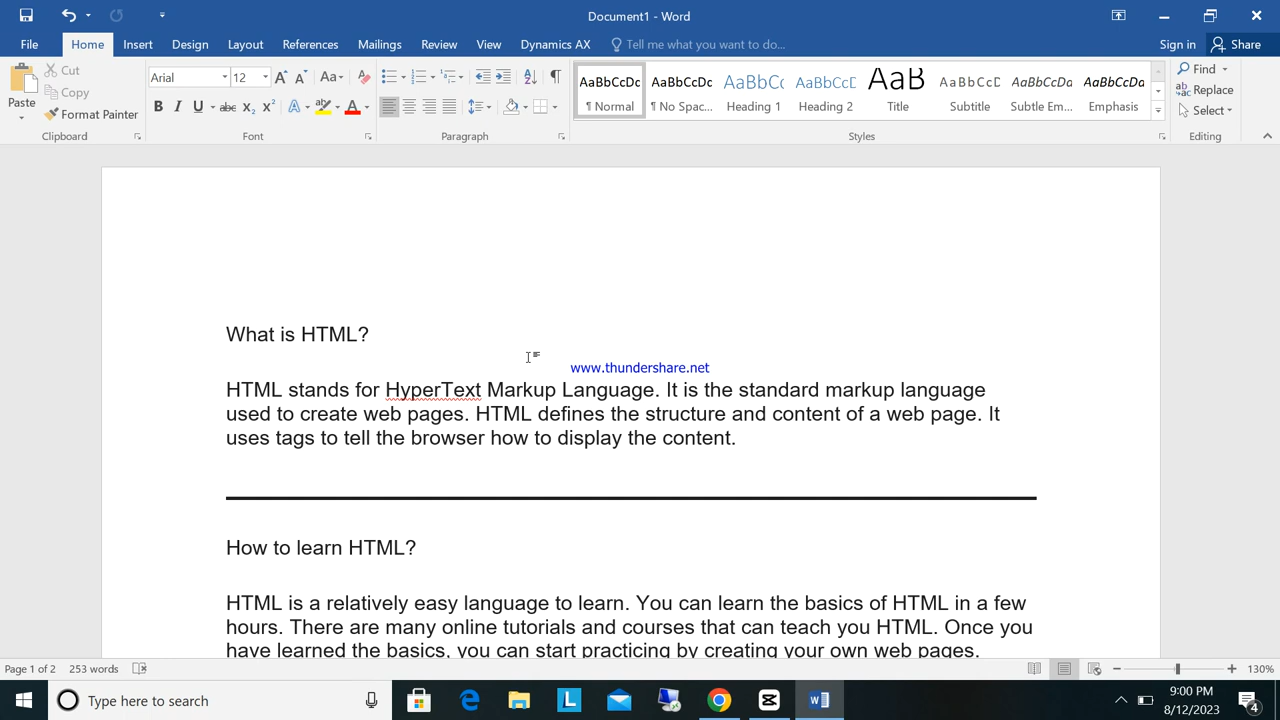 Document1 - Word
File Home Insert Design Layout References Mailings Review View Dynamics AX Tell me what you want to do... Sign in Share
Paste
Cut
Copy
Format Painter
Arial 12
Aa
B I U abc X₂ X² A A
AaBbCcDc AaBbCcDc AaBbCc AaBbCcC AaB AaBbCcD AaBbCcDc AaBbCcDc
¶ Normal ¶ No Spac... Heading 1 Heading 2 Title Subtitle Subtle Em... Emphasis
Find
Replace
Select
Clipboard Font Paragraph Styles Editing
What is HTML?
www.thundershare.net
HTML stands for HyperText Markup Language. It is the standard markup language
used to create web pages. HTML defines the structure and content of a web page. It
uses tags to tell the browser how to display the content.
How to learn HTML?
HTML is a relatively easy language to learn. You can learn the basics of HTML in a few
hours. There are many online tutorials and courses that can teach you HTML. Once you
have learned the basics, you can start practicing by creating your own web pages.
Page 1 of 2 253 words 130%
Type here to search
9:00 PM
8/12/2023
4